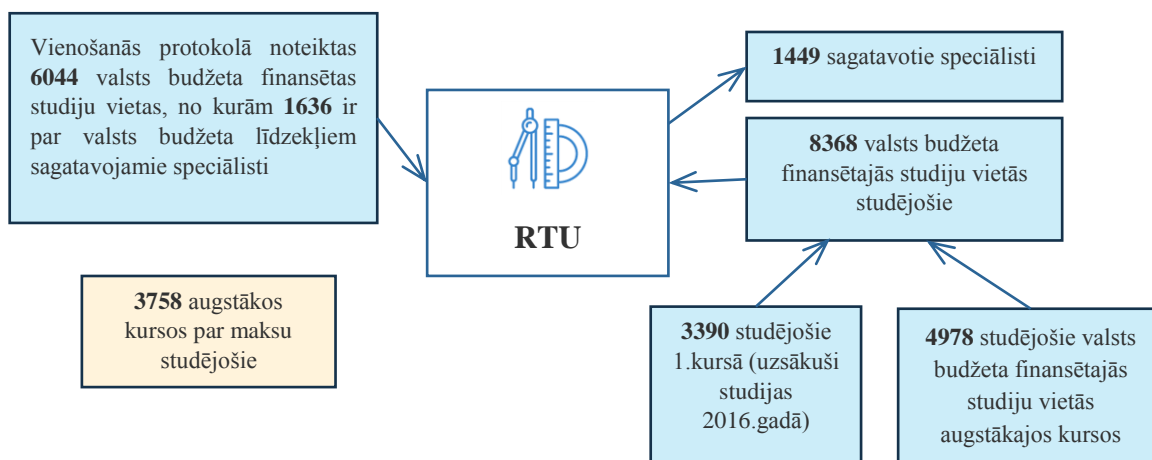 Vienošanās protokolā noteiktas
6044 valsts budžeta finansētas
studiju vietas, no kurām 1636 ir
par valsts budžeta līdzekļiem
sagatavojamie speciālisti
RTU
1449 sagatavotie speciālisti
8368 valsts budžeta
finansētajās studiju vietās
studējošie
3758 augstākos
kursos par maksu
studējošie
3390 studējošie
1.kursā (uzsākuši
studijas
2016.gadā)
4978 studējošie valsts
budžeta finansētajās
studiju vietās
augstākajos kursos